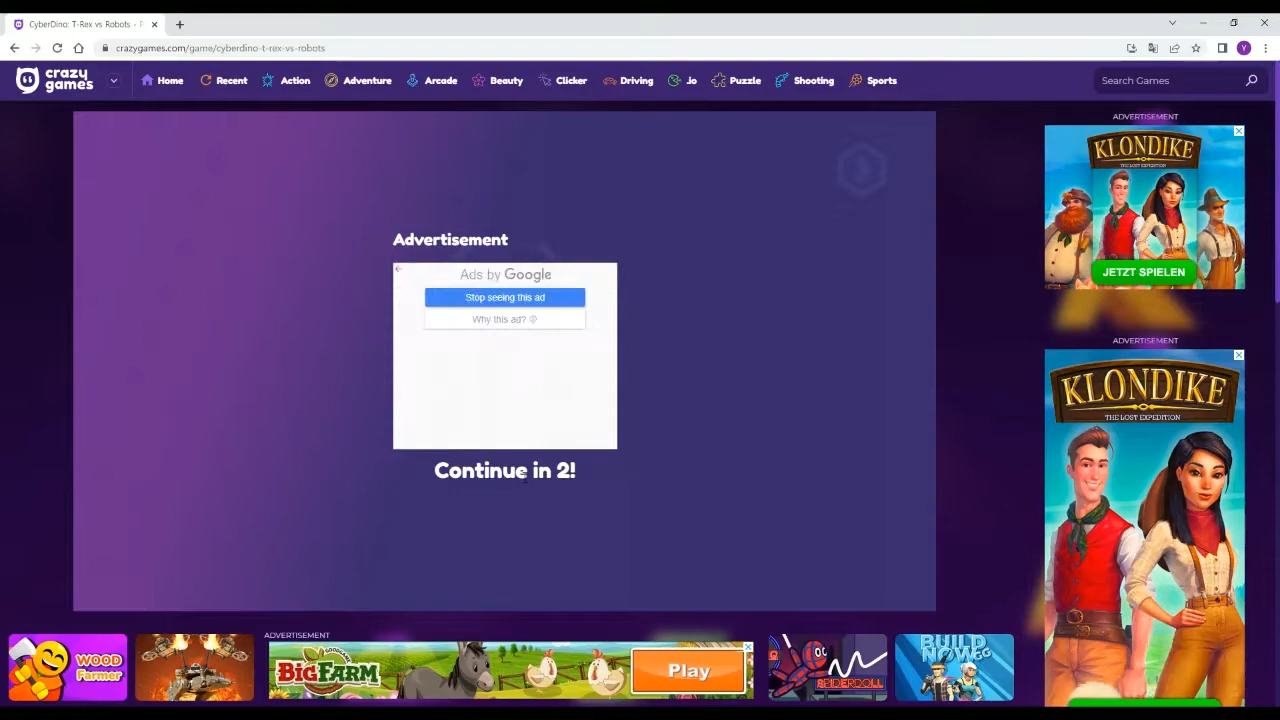 CyberDino: T-Rex vs Robots - P
crazygames.com/game/cyberdino-t-rex-vs-robots
Y
crazy
games
Home
Recent
Action
Adventure
Arcade
Beauty
Clicker
Driving
.io
Puzzle
Shooting
Sports
Search Games
ADVERTISEMENT
KLONDIKE
THE LOST EXPEDITION
JETZT SPIELEN
Advertisement
Ads by Google
Stop seeing this ad
Why this ad?
Continue in 2!
ADVERTISEMENT
KLONDIKE
THE LOST EXPEDITION
WOOD
Farmer
ADVERTISEMENT
GOODGAME
BIGFARM
Play
SPIDERDOLL
BUILD
NOW GG